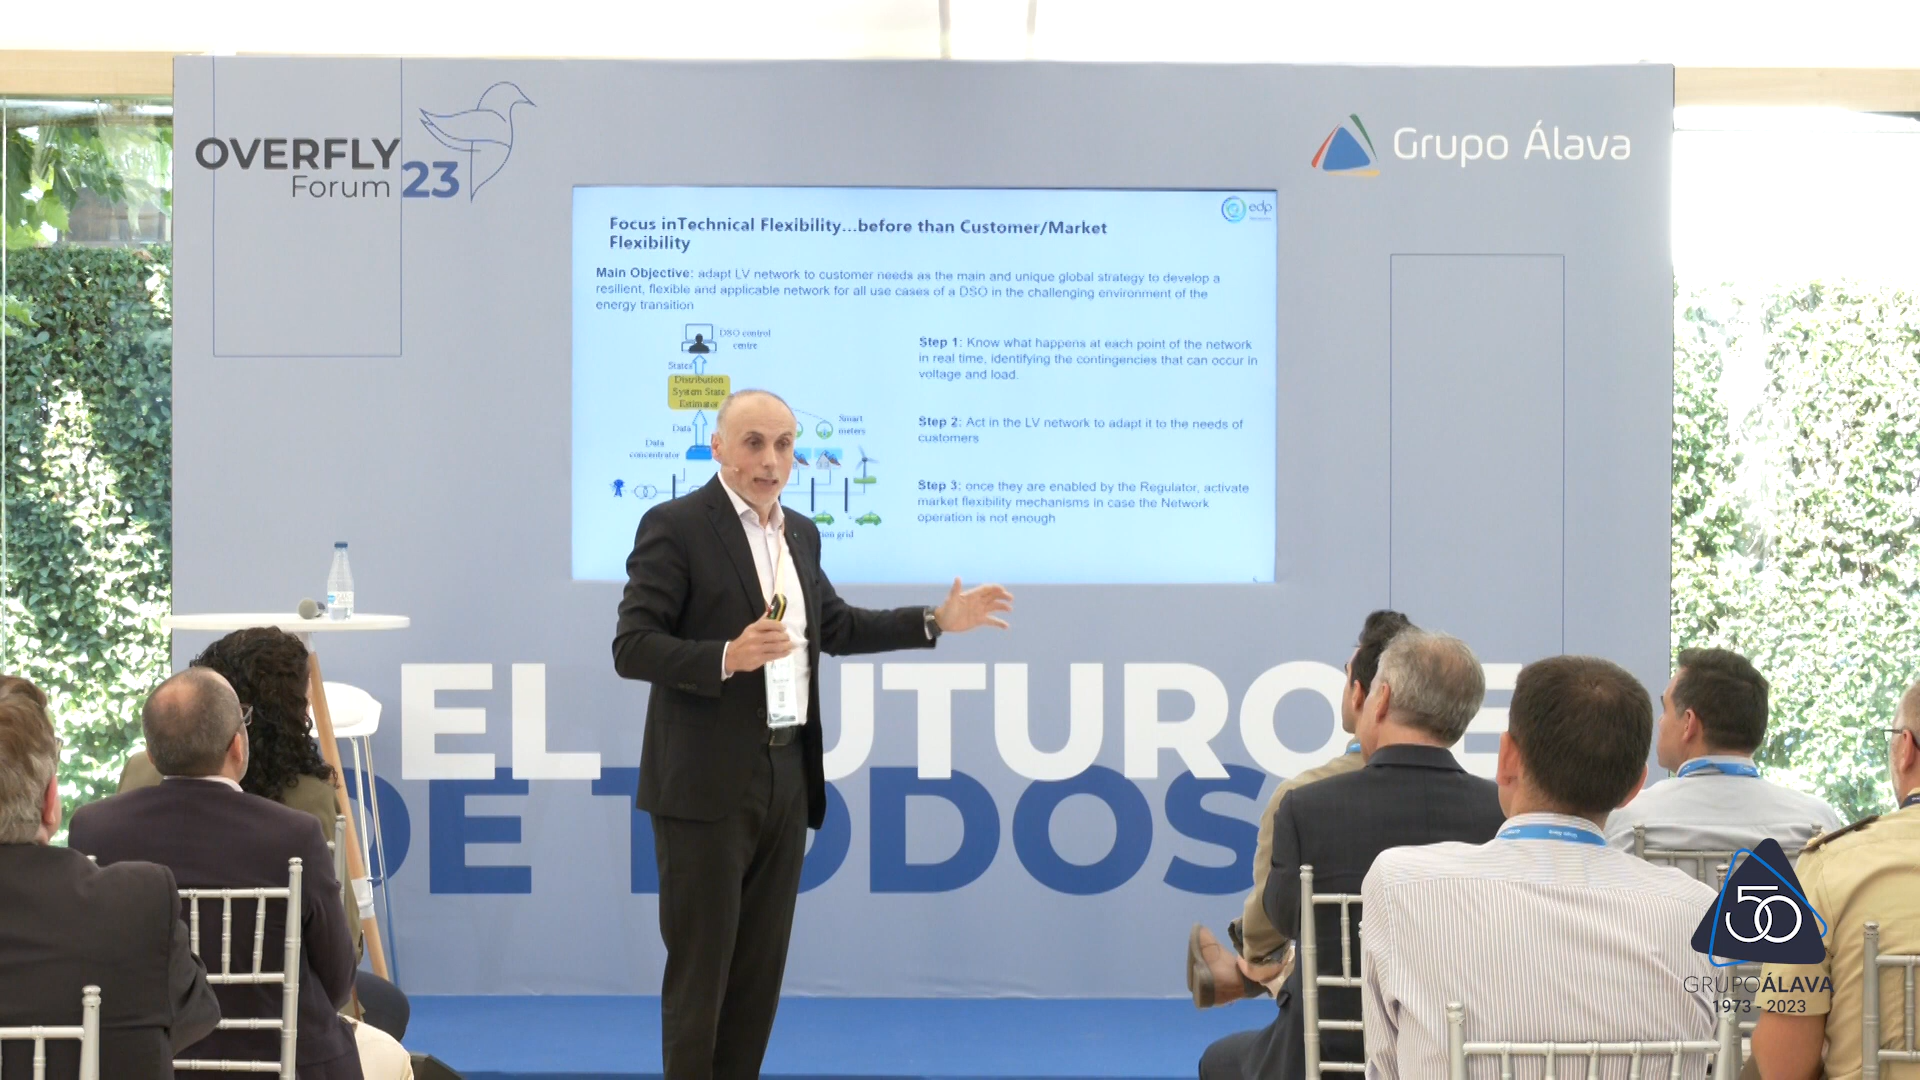 OVERFLY
Forum 23
Grupo Álava
edp
Focus inTechnical Flexibility...before than Customer/Market
Flexibility
Main Objective: adapt LV network to customer needs as the main and unique global strategy to develop a
resilient, flexible and applicable network for all use cases of a DSO in the challenging environment of the
energy transition
DSO control
centre
States
Distribution
System State
Estimator
Data
Data
concentrator
Smart
meters
grid
Step 1: Know what happens at each point of the network
in real time, identifying the contingencies that can occur in
voltage and load.
Step 2: Act in the LV network to adapt it to the needs of
customers
Step 3: once they are enabled by the Regulator, activate
market flexibility mechanisms in case the Network
operation is not enough
EL UTURO E
DE TODOS
50
GRUPOÁLAVA
1973 - 2023